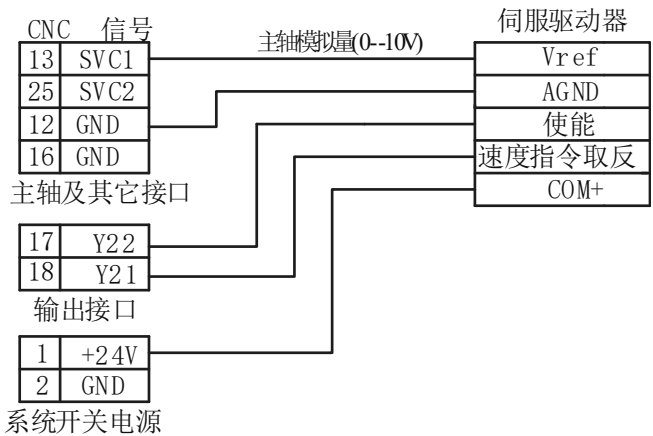 CNC 信号
13 SVC1
25 SVC2
12 GND
16 GND
主轴及其它接口
17 Y22
18 Y21
输出接口
1 +24V
2 GND
系统开关电源
主轴模拟量(0--10V)
伺服驱动器
Vref
AGND
使能
速度指令取反
COM+